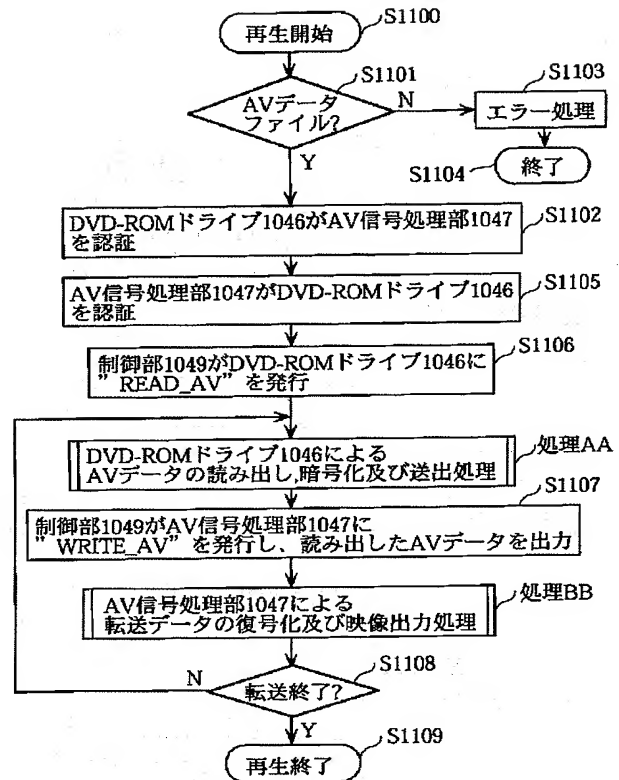 再生開始
S1100
S1101
AVデータ
ファイル?
N
S1103
エラー処理
Y
S1104
終了
DVD-ROMドライブ1046がAV信号処理部1047
を認証
S1102
AV信号処理部1047がDVD-ROMドライブ1046
を認証
S1105
制御部1049がDVD-ROMドライブ1046に
”READ_AV”を発行
S1106
DVD-ROMドライブ1046による
AVデータの読み出し,暗号化及び送出処理
処理AA
S1107
制御部1049がAV信号処理部1047に
”WRITE_AV”を発行し、読み出したAVデータを出力
AV信号処理部1047による
転送データの復号化及び映像出力処理
処理BB
S1108
N
転送終了?
Y
S1109
再生終了